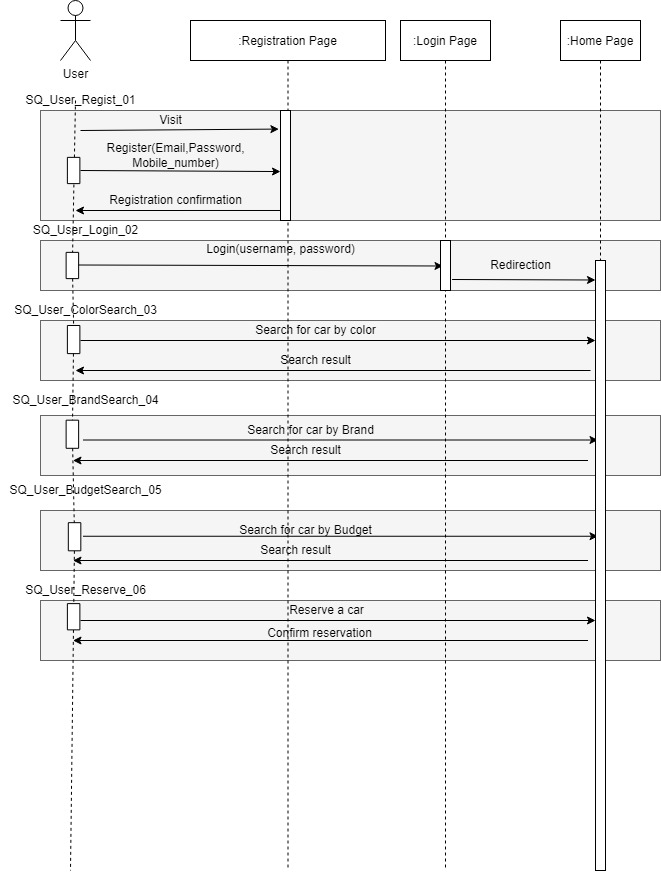 :Registration Page
:Login Page
:Home Page
User
SQ_User_Regist_01
Visit
Register(Email,Password,
Mobile_number)
Registration confirmation
SQ_User_Login_02
Login(username, password)
Redirection
SQ_User_ColorSearch_03
Search for car by color
Search result
SQ_User_BrandSearch_04
Search for car by Brand
Search result
SQ_User_BudgetSearch_05
Search for car by Budget
Search result
SQ_User_Reserve_06
Reserve a car
Confirm reservation